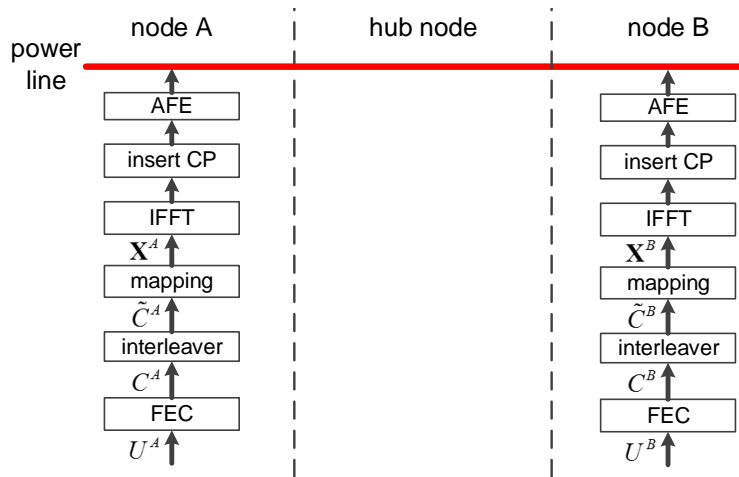 node A
hub node
node B
power
line
AFE
AFE
insert CP
insert CP
IFFT
IFFT
X^A
X^B
mapping
mapping
C̃^A
C̃^B
interleaver
interleaver
C^A
C^B
FEC
FEC
U^A
U^B